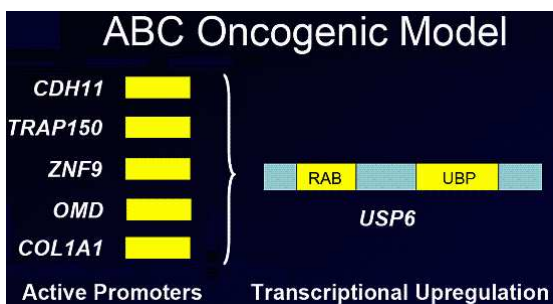 ABC Oncogenic Model
CDH11
TRAP150
ZNF9
OMD
COL1A1
RAB UBP
USP6
Active Promoters Transcriptional Upregulation